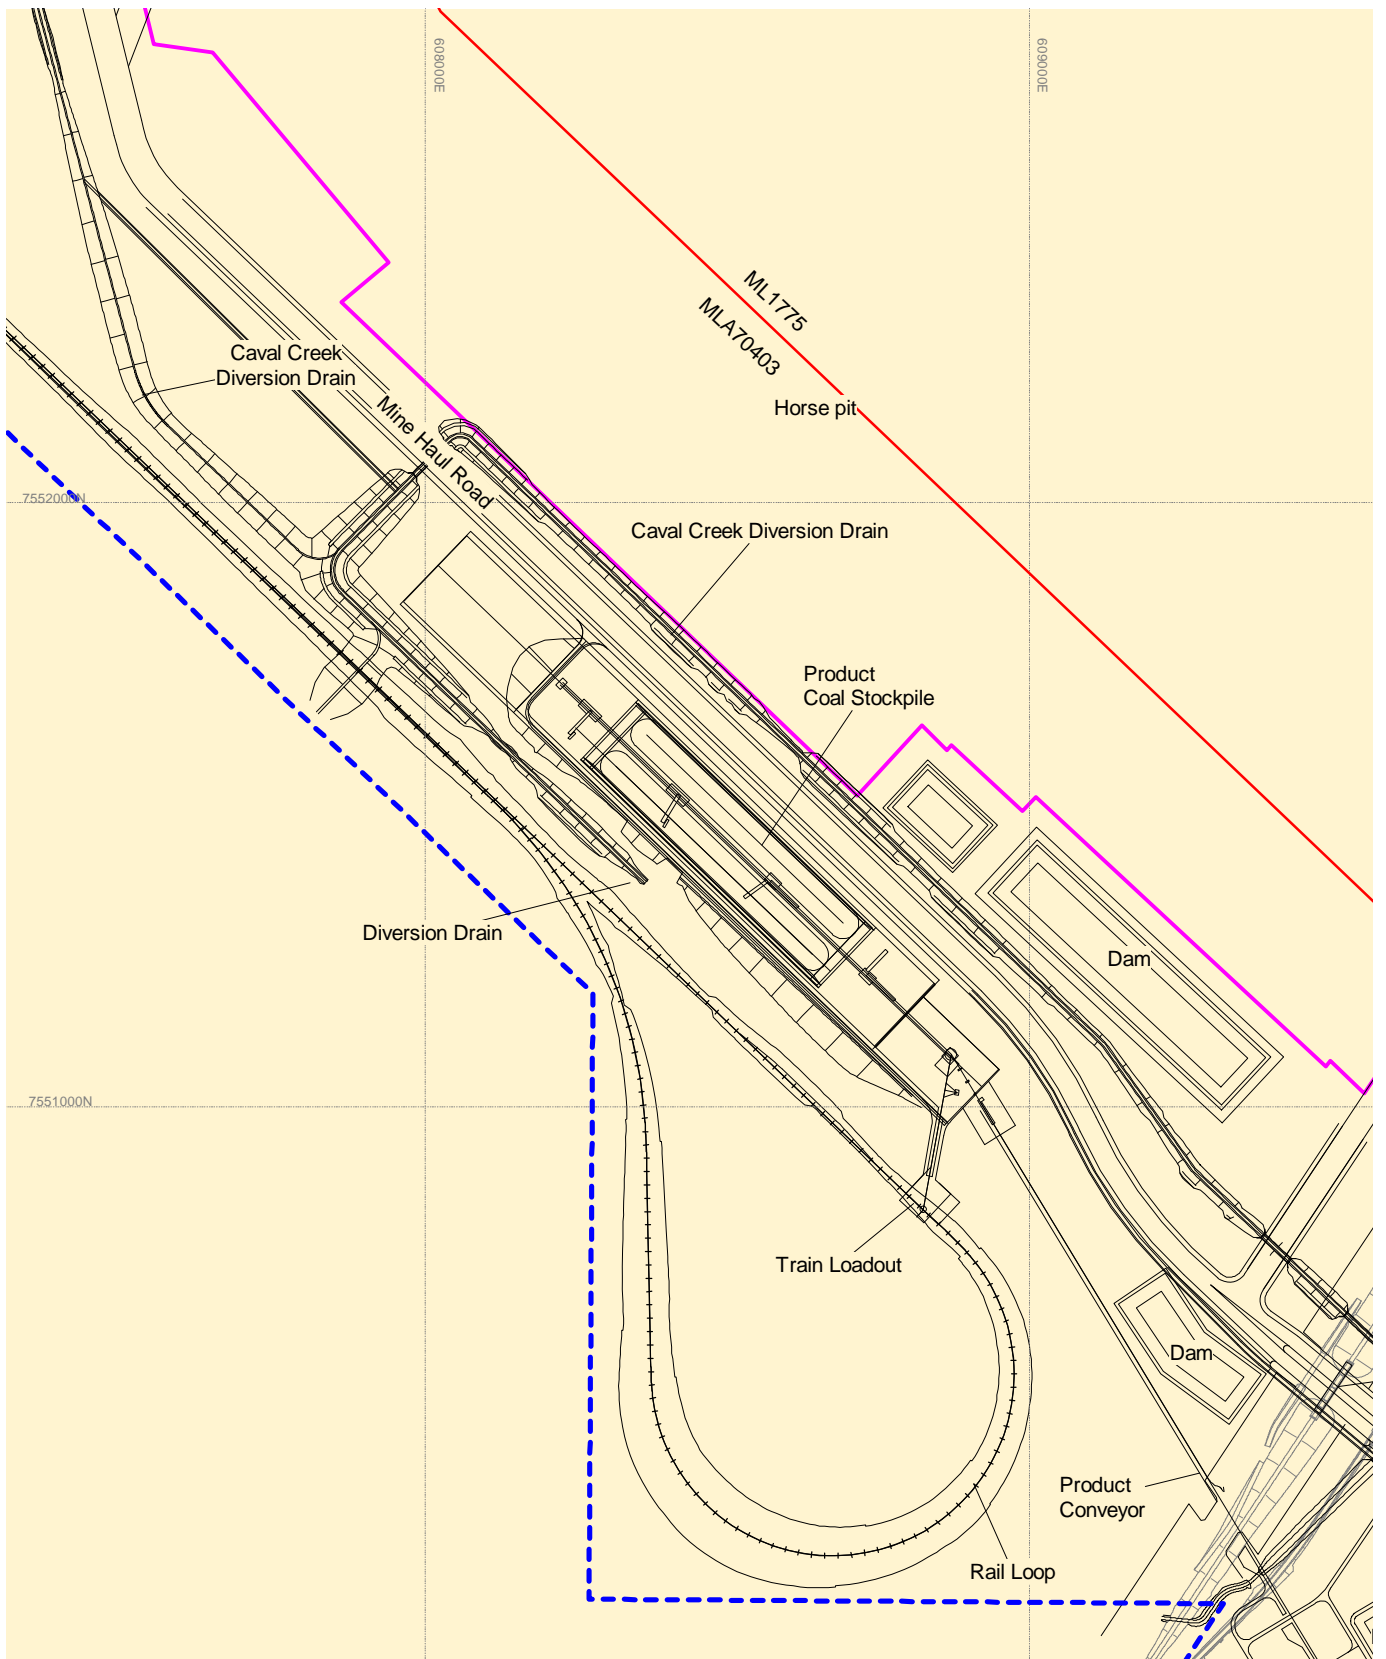 608000E
609000E
ML1775
MLA70403
Caval Creek
Diversion Drain
Mine Haul Road
Horse pit
7552000N
Caval Creek Diversion Drain
Product
Coal Stockpile
Diversion Drain
Dam
7551000N
Train Loadout
Dam
Product
Conveyor
Rail Loop